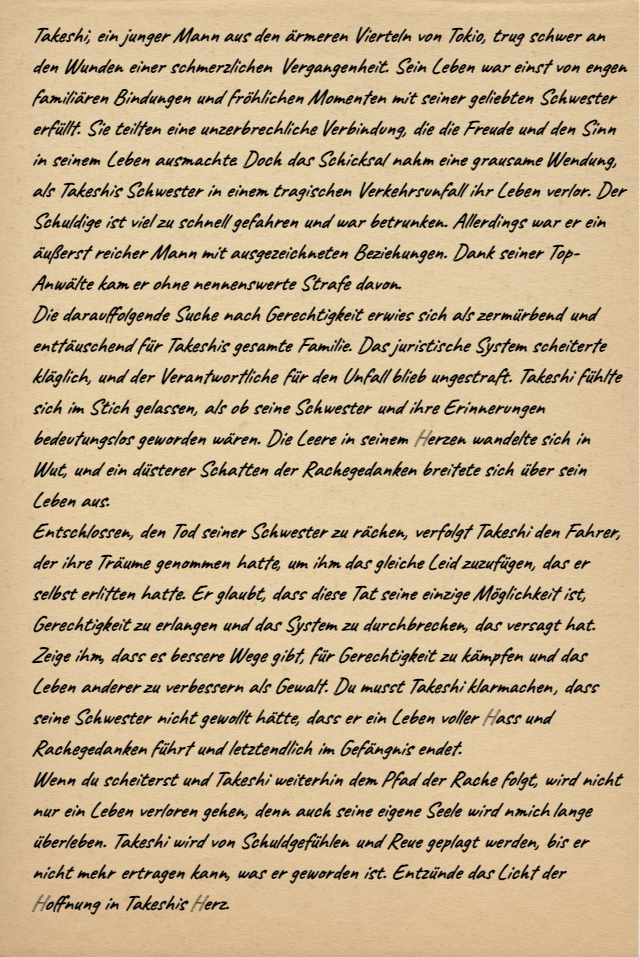 Takeshi, ein junger Mann aus den ärmeren Vierteln von Tokio, trug schwer an
den Wunden einer schmerzlichen Vergangenheit. Sein Leben war einst von engen
familiären Bindungen und fröhlichen Momenten mit seiner geliebten Schwester
erfüllt. Sie teilten eine unzerbrechliche Verbindung, die die Freude und den Sinn
in seinem Leben ausmachte. Doch das Schicksal nahm eine grausame Wendung,
als Takeshis Schwester in einem tragischen Verkehrsunfall ihr Leben verlor. Der
Schuldige ist viel zu schnell gefahren und war betrunken. Allerdings war er ein
äußerst reicher Mann mit ausgezeichneten Beziehungen. Dank seiner Top-
Anwälte kam er ohne nennenswerte Strafe davon.
Die darauffolgende Suche nach Gerechtigkeit erwies sich als zermürbend und
enttäuschend für Takeshis gesamte Familie. Das juristische System scheiterte
kläglich, und der Verantwortliche für den Unfall blieb ungestraft. Takeshi fühlte
sich im Stich gelassen, als ob seine Schwester und ihre Erinnerungen
bedeutungslos geworden wären. Die Leere in seinem Herzen wandelte sich in
Wut, und ein düsterer Schatten der Rachegedanken breitete sich über sein
Leben aus.
Entschlossen, den Tod seiner Schwester zu rächen, verfolgt Takeshi den Fahrer,
der ihre Träume genommen hatte, um ihm das gleiche Leid zuzufügen, das er
selbst erlitten hatte. Er glaubt, dass diese Tat seine einzige Möglichkeit ist,
Gerechtigkeit zu erlangen und das System zu durchbrechen, das versagt hat.
Zeige ihm, dass es bessere Wege gibt, für Gerechtigkeit zu kämpfen und das
Leben anderer zu verbessern als Gewalt. Du musst Takeshi klarmachen, dass
seine Schwester nicht gewollt hätte, dass er ein Leben voller Hass und
Rachegedanken führt und letztendlich im Gefängnis endet.
Wenn du scheiterst und Takeshi weiterhin dem Pfad der Rache folgt, wird nicht
nur ein Leben verloren gehen, denn auch seine eigene Seele wird nmich lange
überleben. Takeshi wird von Schuldgefühlen und Reue geplagt werden, bis er
nicht mehr ertragen kann, was er geworden ist. Entzünde das Licht der
Hoffnung in Takeshis Herz.